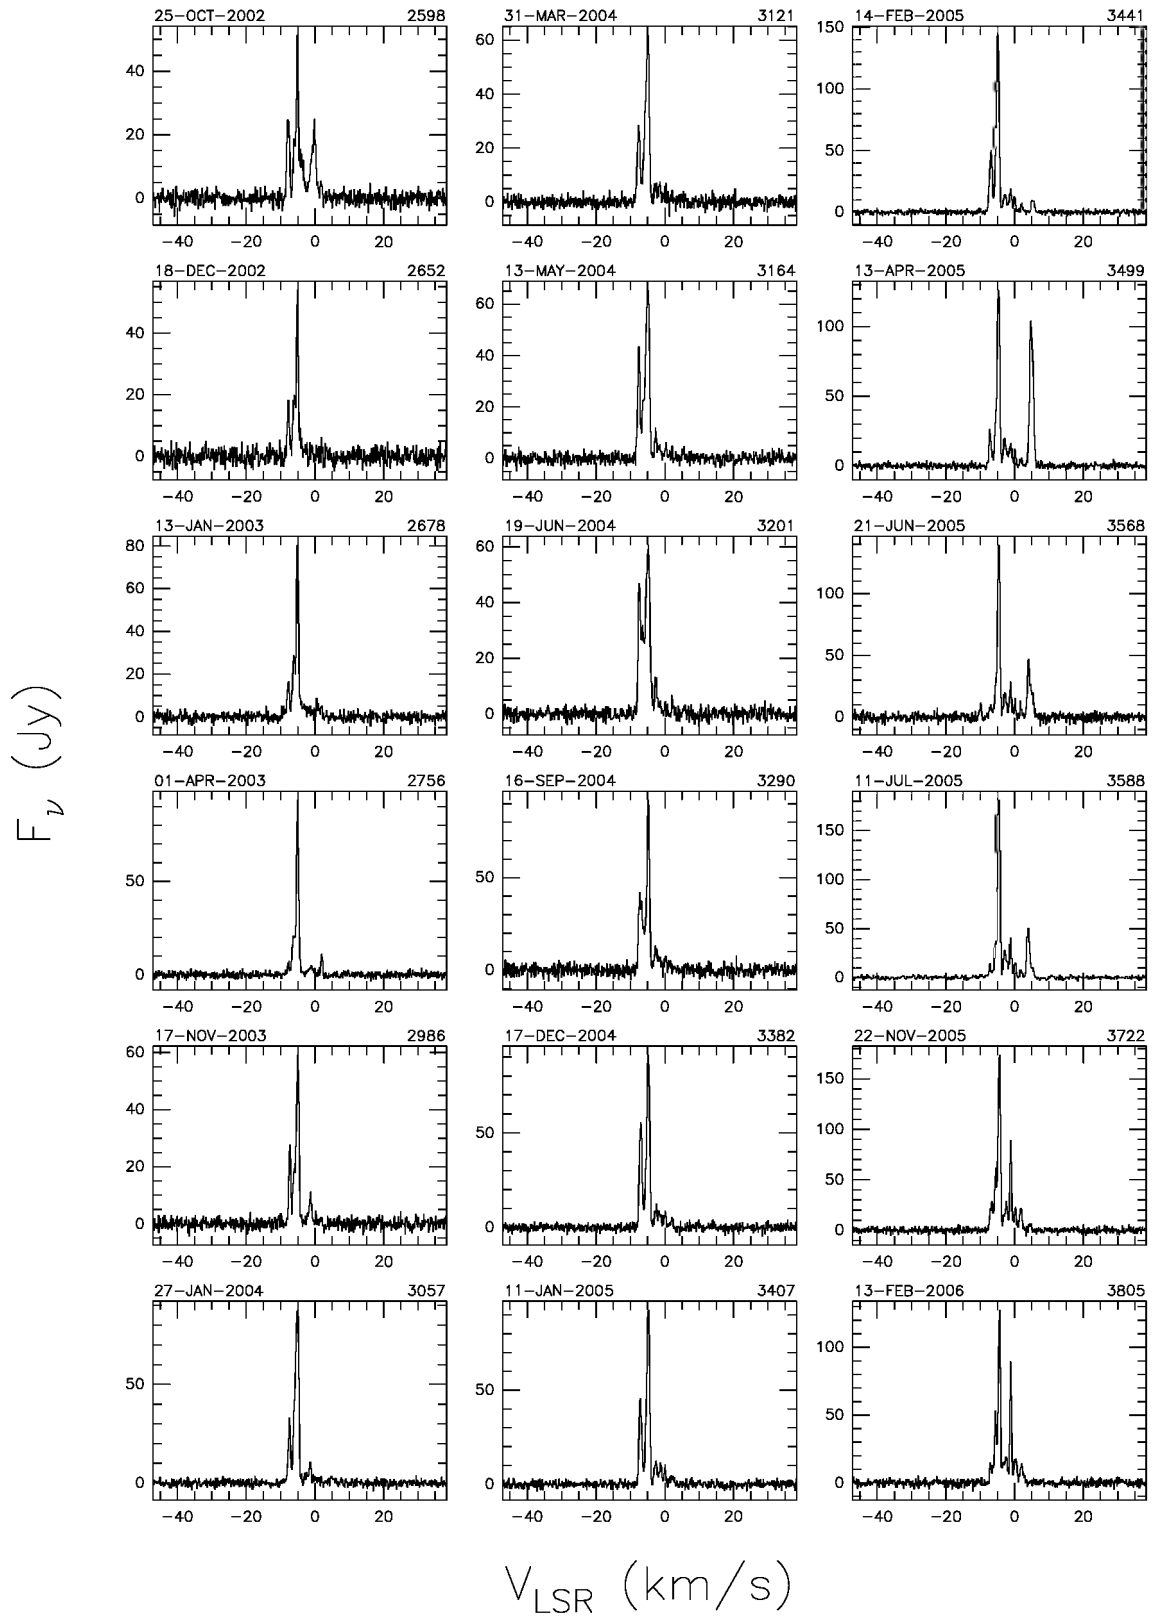 25-OCT-2002 2598
31-MAR-2004 3121
14-FEB-2005 3441
40
20
0
60
40
20
0
150
100
50
0
-40 -20 0 20
-40 -20 0 20
-40 -20 0 20
18-DEC-2002 2652
13-MAY-2004 3164
13-APR-2005 3499
40
20
0
60
40
20
0
100
50
0
-40 -20 0 20
-40 -20 0 20
-40 -20 0 20
13-JAN-2003 2678
19-JUN-2004 3201
21-JUN-2005 3568
80
60
40
20
0
60
40
20
0
100
50
0
-40 -20 0 20
-40 -20 0 20
-40 -20 0 20
01-APR-2003 2756
16-SEP-2004 3290
11-JUL-2005 3588
50
0
50
0
150
100
50
0
-40 -20 0 20
-40 -20 0 20
-40 -20 0 20
17-NOV-2003 2986
17-DEC-2004 3382
22-NOV-2005 3722
60
40
20
0
50
0
150
100
50
0
-40 -20 0 20
-40 -20 0 20
-40 -20 0 20
27-JAN-2004 3057
11-JAN-2005 3407
13-FEB-2006 3805
50
0
50
0
100
50
0
-40 -20 0 20
-40 -20 0 20
-40 -20 0 20
F_ν (Jy)
V_LSR (km/s)